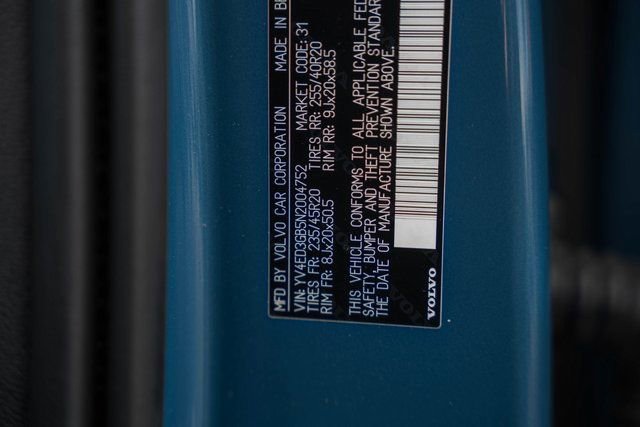 MFD BY VOLVO CAR CORPORATION MADE IN BE
VIN: YV4ED3GB5N2004752 MARKET CODE: 31
TIRES FR: 235/45R20 TIRES RR: 255/40R20
RIM FR: 8Jx20x50.5 RIM RR: 9Jx20x58.5
THIS VEHICLE CONFORMS TO ALL APPLICABLE FED
SAFETY, BUMPER AND THEFT PREVENTION STANDAR
THE DATE OF MANUFACTURE SHOWN ABOVE.
VOLVO